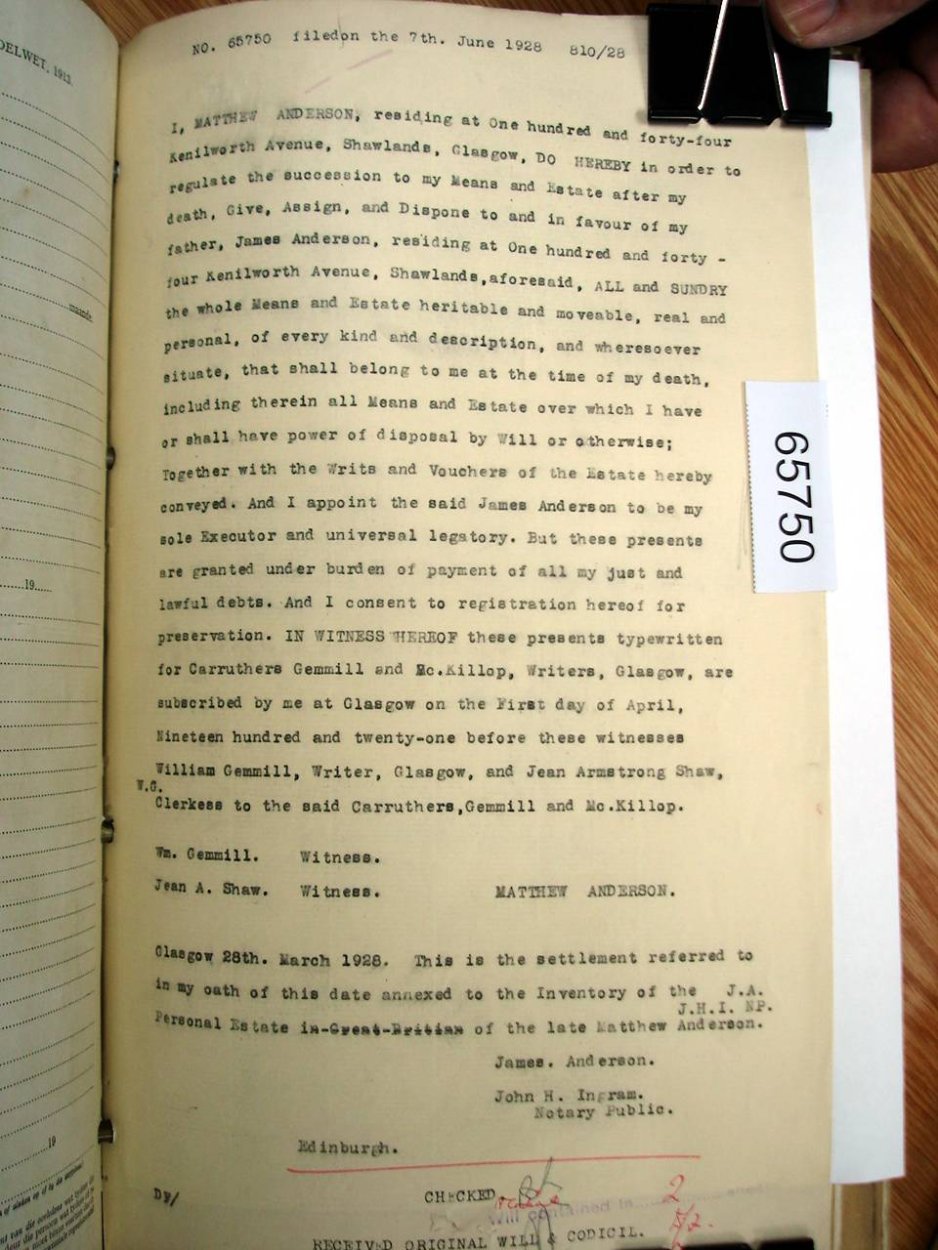 DELWET, 1913.
maande.
19
19
NO. 65750 filedon the 7th. June 1928 810/28
I, MATTHEW ANDERSON, residing at One hundred and forty-four
Kenilworth Avenue, Shawlands, Glasgow, DO HEREBY in order to
regulate the succession to my Means and Estate after my
death, Give, Assign, and Dispone to and in favour of my
father, James Anderson, residing at One hundred and forty -
four Kenilworth Avenue, Shawlands,aforesaid, ALL and SUNDRY
the whole Means and Estate heritable and moveable, real and
personal, of every kind and description, and wheresoever
situate, that shall belong to me at the time of my death,
including therein all Means and Estate over which I have
or shall have power of disposal by Will or otherwise;
Together with the Writs and Vouchers of the Estate hereby
conveyed. And I appoint the said James Anderson to be my
sole Executor and universal legatory. But these presents
are granted under burden of payment of all my just and
lawful debts. And I consent to registration hereof for
preservation. IN WITNESS WHEREOF these presents typewritten
for Carruthers Gemmill and Mc.Killop, Writers, Glasgow, are
subscribed by me at Glasgow on the First day of April,
Nineteen hundred and twenty-one before these witnesses
William Gemmill, Writer, Glasgow, and Jean Armstrong Shaw,
W.G.
Clerkess to the said Carruthers,Gemmill and Mc.Killop.
Wm. Gemmill. Witness.
Jean A. Shaw. Witness. MATTHEW ANDERSON.
Glasgow 28th. March 1928. This is the settlement referred to
in my oath of this date annexed to the Inventory of the J.A.
J.H.I. NP.
Personal Estate in Great Britian of the late Matthew Anderson.
James. Anderson.
John H. Ingram.
Notary Public.
Edinburgh.
DP/
CHECKED. 2
Will contained in
RECEIVED ORIGINAL WILL & CODICIL.
65750